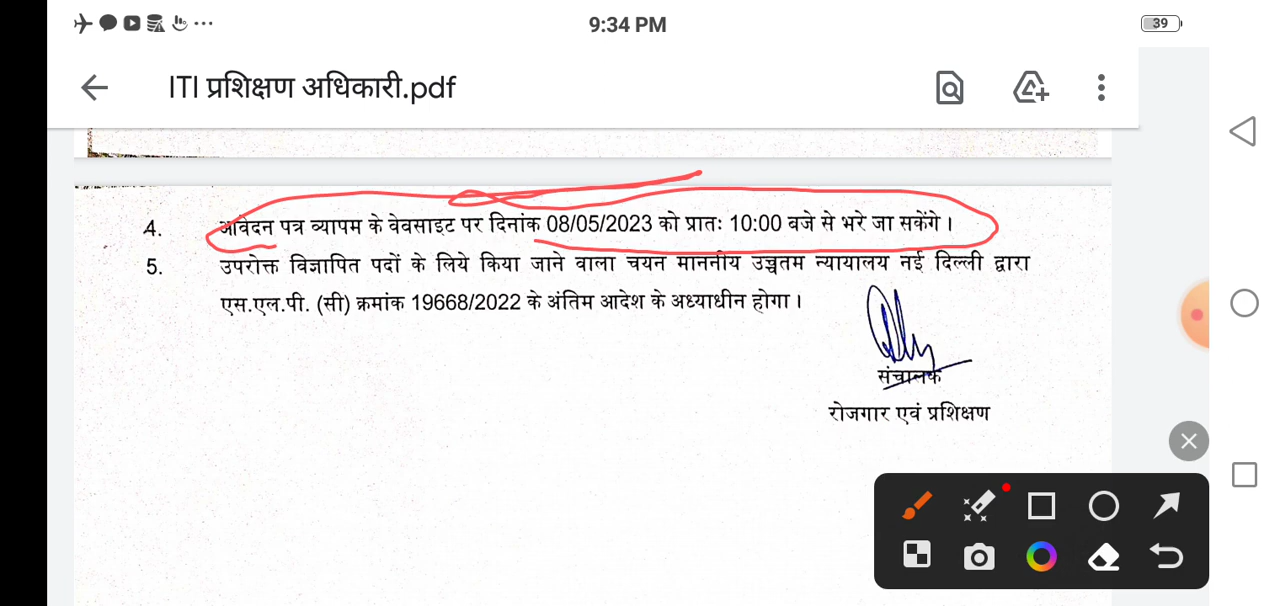 9:34 PM
39
ITI प्रशिक्षण अधिकारी.pdf
4. आवेदन पत्र व्यापम के वेबसाइट पर दिनांक 08/05/2023 को प्रातः 10:00 बजे से भरे जा सकेंगे।
5. उपरोक्त विज्ञापित पदों के लिये किया जाने वाला चयन माननीय उच्चतम न्यायालय नई दिल्ली द्वारा
एस.एल.पी. (सी) क्रमांक 19668/2022 के अंतिम आदेश के अध्याधीन होगा।
संचालक
रोजगार एवं प्रशिक्षण